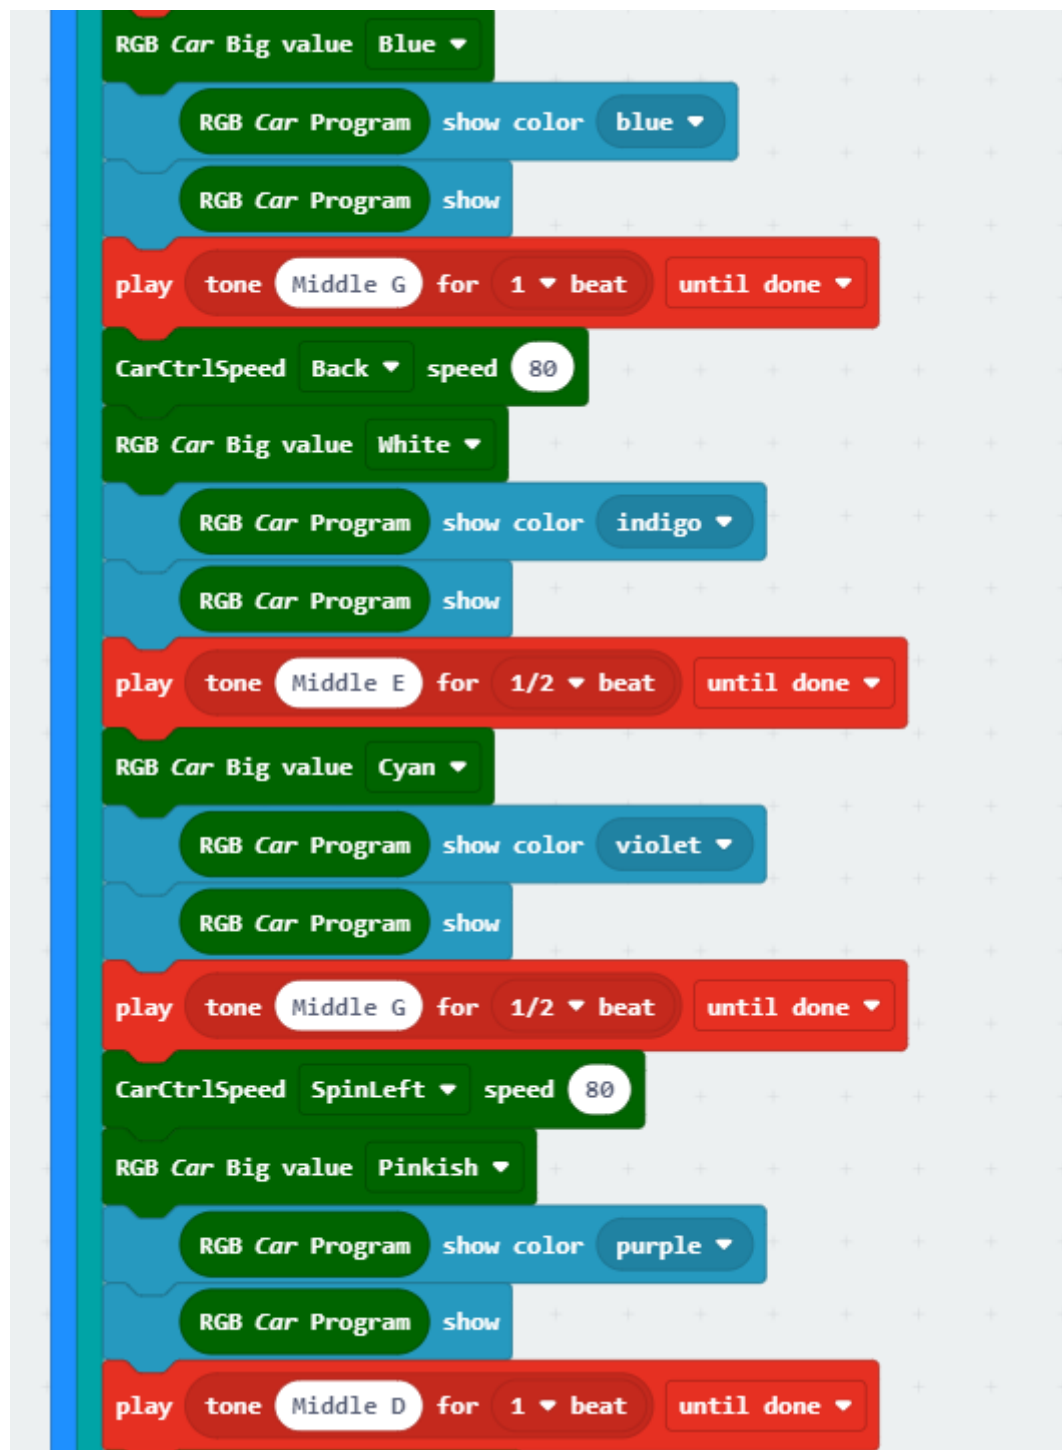 RGB Car Big value Blue
RGB Car Program show color blue
RGB Car Program show
play tone Middle G for 1 beat until done
CarCtrlSpeed Back speed 80
RGB Car Big value White
RGB Car Program show color indigo
RGB Car Program show
play tone Middle E for 1/2 beat until done
RGB Car Big value Cyan
RGB Car Program show color violet
RGB Car Program show
play tone Middle G for 1/2 beat until done
CarCtrlSpeed SpinLeft speed 80
RGB Car Big value Pinkish
RGB Car Program show color purple
RGB Car Program show
play tone Middle D for 1 beat until done